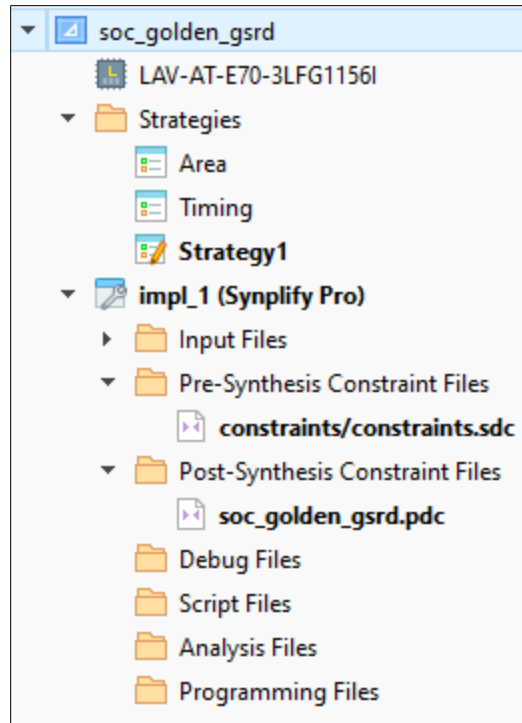 soc_golden_gsrd
LAV-AT-E70-3LFG1156I
Strategies
Area
Timing
Strategy1
impl_1 (Synplify Pro)
Input Files
Pre-Synthesis Constraint Files
constraints/constraints.sdc
Post-Synthesis Constraint Files
soc_golden_gsrd.pdc
Debug Files
Script Files
Analysis Files
Programming Files